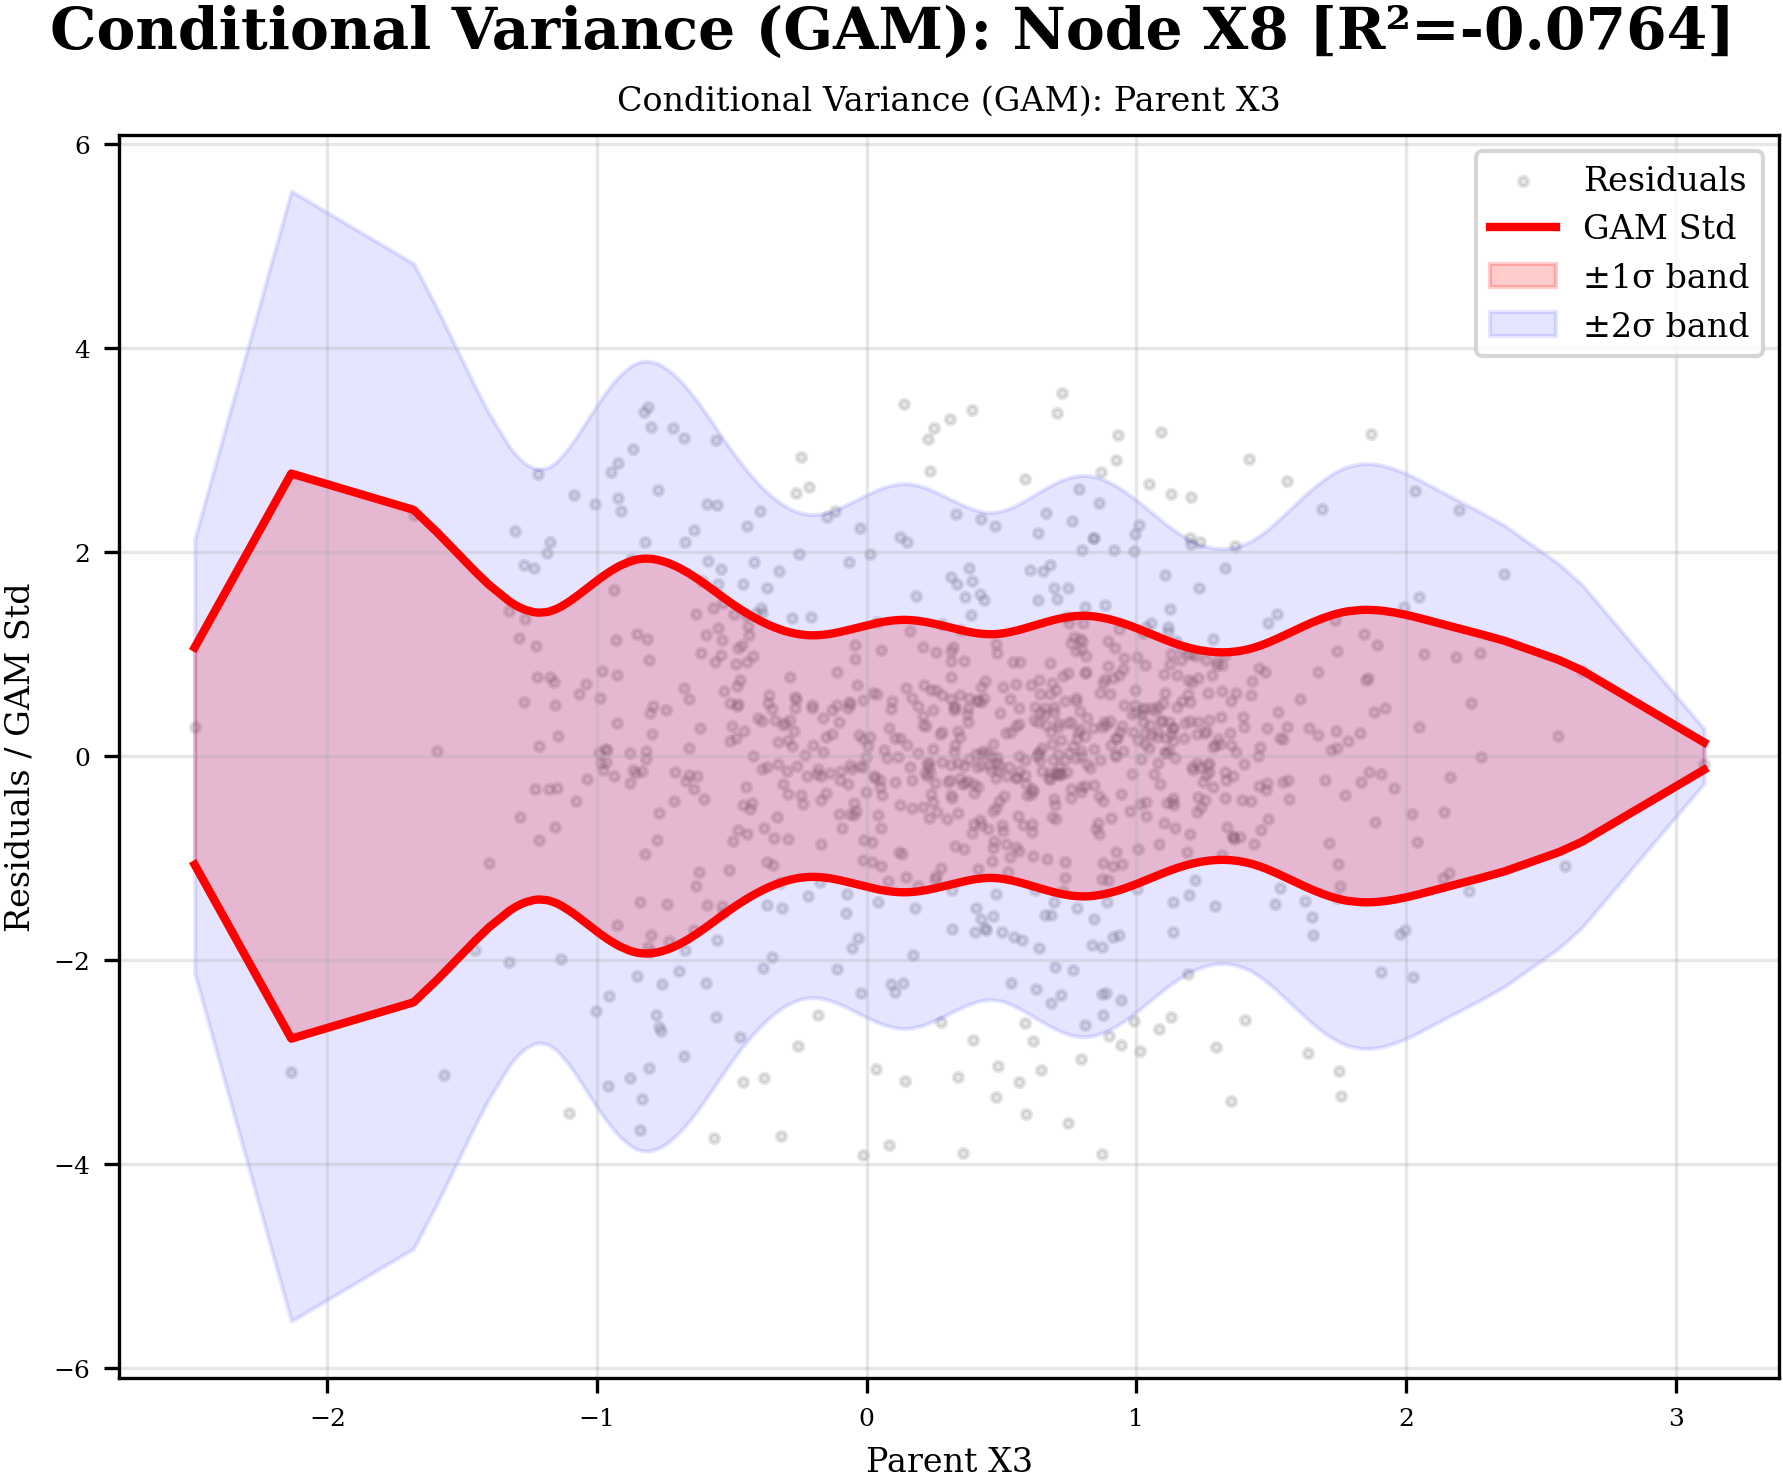 Conditional Variance (GAM): Node X8 [R²=-0.0764]
Conditional Variance (GAM): Parent X3
Residuals
GAM Std
±1σ band
±2σ band
6
4
2
0
−2
−4
−6
Residuals / GAM Std
−2
−1
0
1
2
3
Parent X3